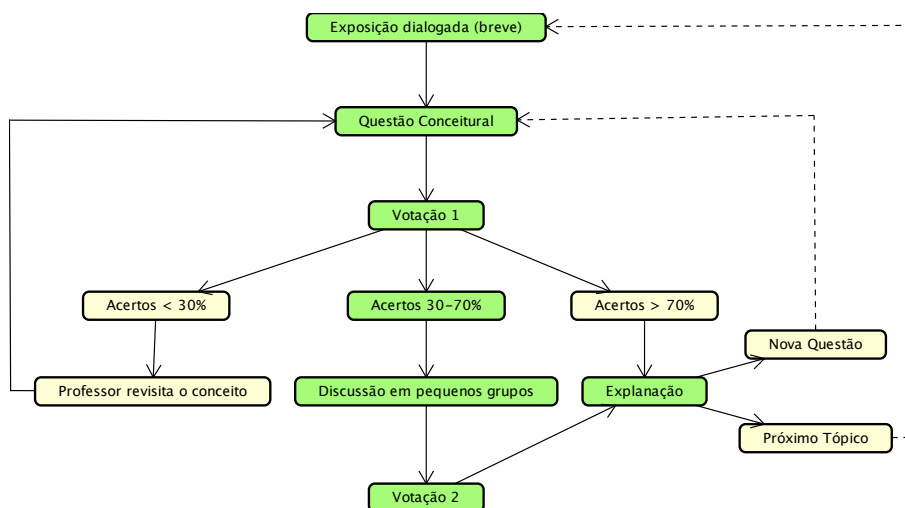 Exposição dialogada (breve)
Questão Conceitural
Votação 1
Acertos < 30%
Acertos 30-70%
Acertos > 70%
Nova Questão
Professor revisita o conceito
Discussão em pequenos grupos
Explanação
Próximo Tópico
Votação 2